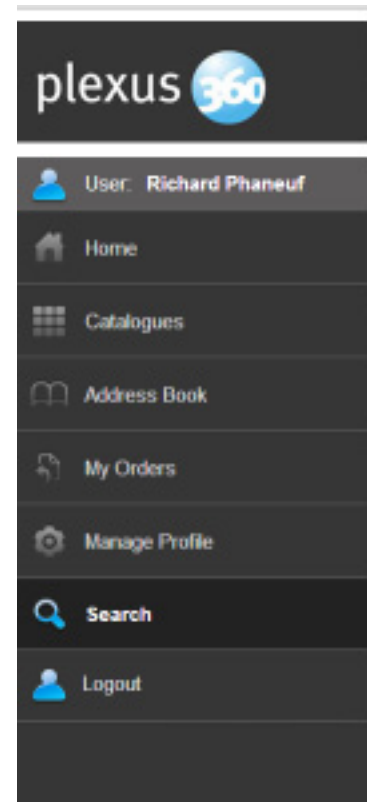 plexus 360
User: Richard Phaneuf
Home
Catalogues
Address Book
My Orders
Manage Profile
Search
Logout